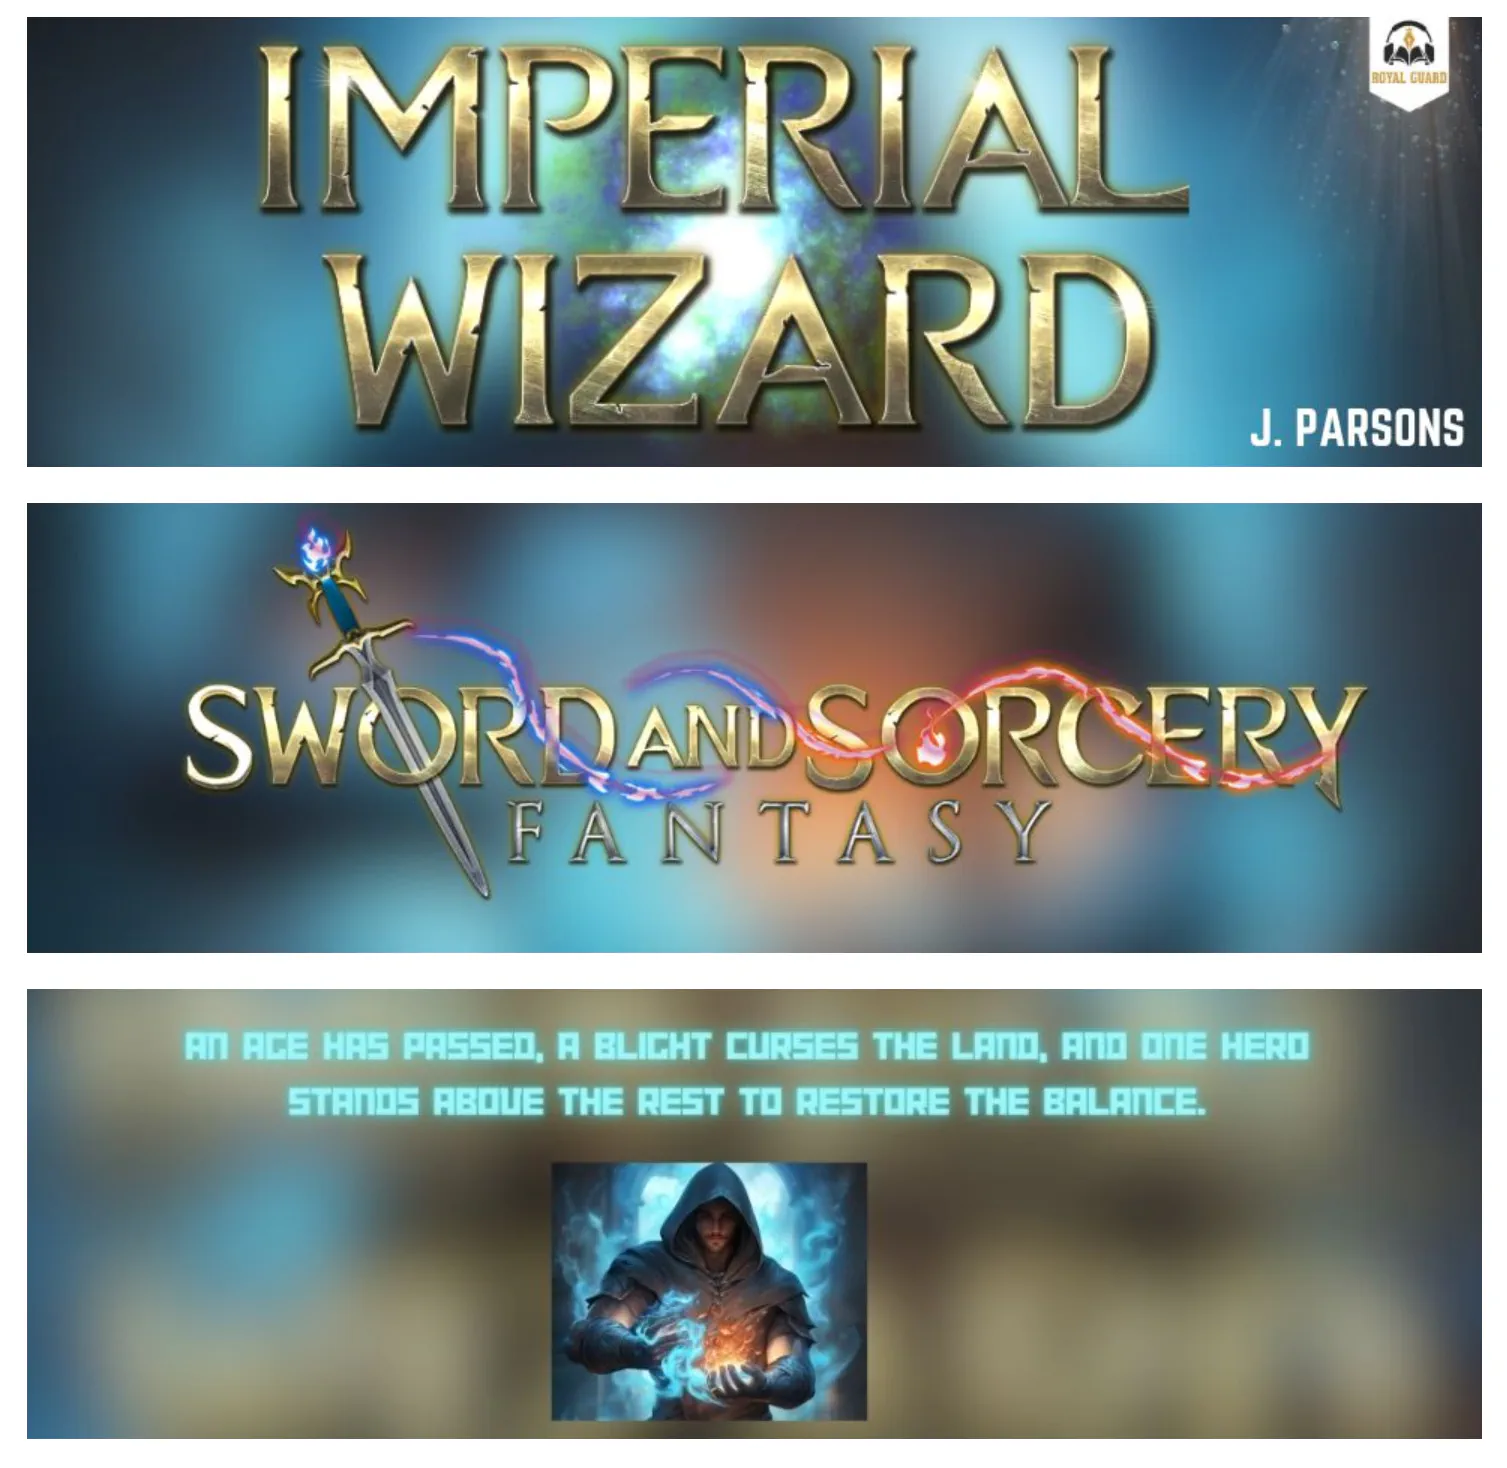 IMPERIAL
WIZARD
ROYAL GUARD
J. PARSONS
SWORD AND SORCERY
FANTASY
AN AGE HAS PASSED, A BLIGHT CURSES THE LAND, AND ONE HERO
STANDS ABOVE THE REST TO RESTORE THE BALANCE.